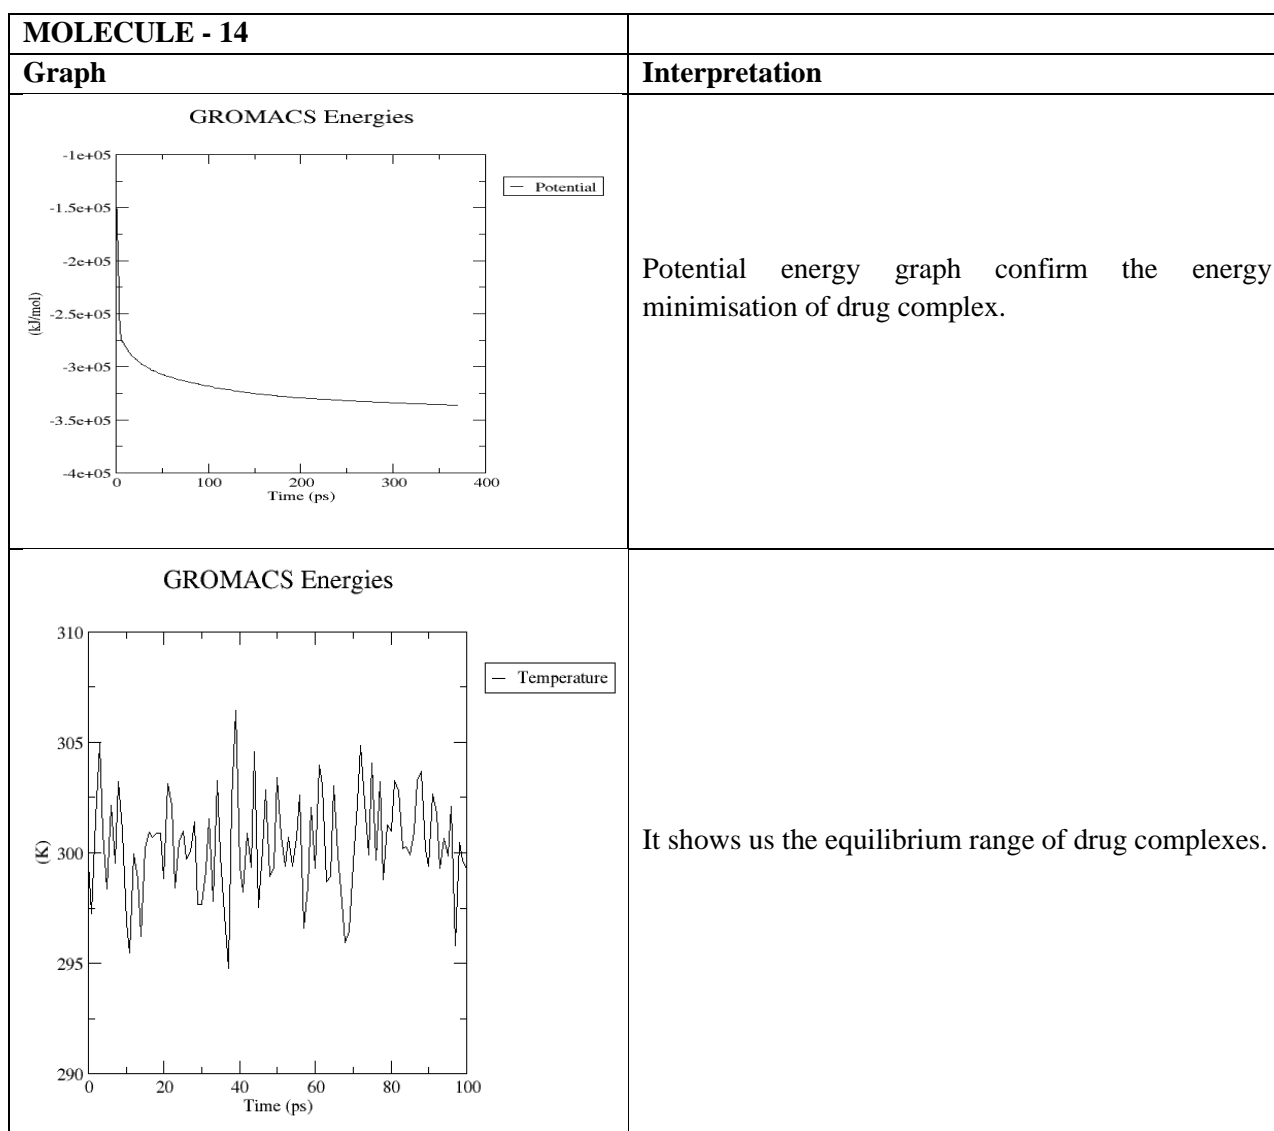 MOLECULE - 14
Graph
Interpretation
GROMACS Energies
-1e+05
-1.5e+05
-2e+05
-2.5e+05
-3e+05
-3.5e+05
-4e+05
(kJ/mol)
0 100 200 300 400
Time (ps)
Potential
Potential energy graph confirm the energy
minimisation of drug complex.
GROMACS Energies
310
305
300
295
290
(K)
0 20 40 60 80 100
Time (ps)
Temperature
It shows us the equilibrium range of drug complexes.